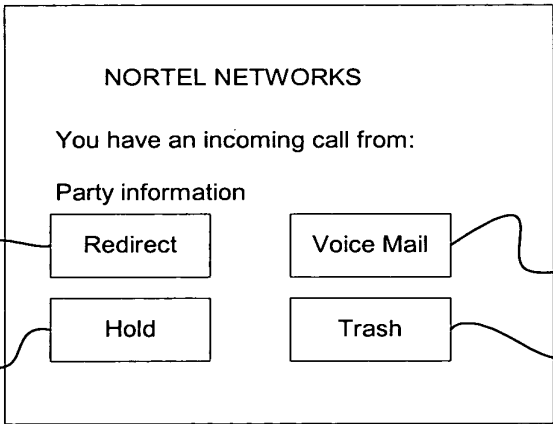 NORTEL NETWORKS
You have an incoming call from:
Party information
Redirect Voice Mail
Hold Trash